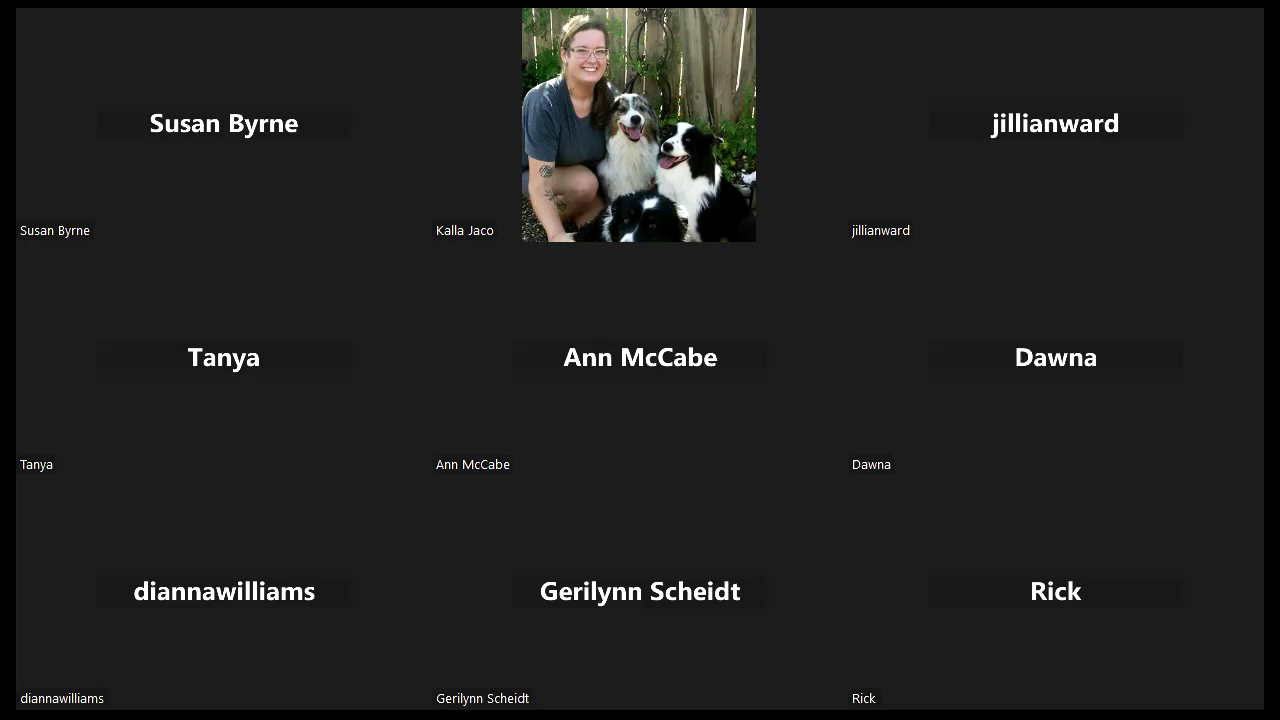 Susan Byrne
jillianward
Susan Byrne
Kalla Jaco
jillianward
Tanya
Ann McCabe
Dawna
Tanya
Ann McCabe
Dawna
diannawilliams
Gerilynn Scheidt
Rick
diannawilliams
Gerilynn Scheidt
Rick